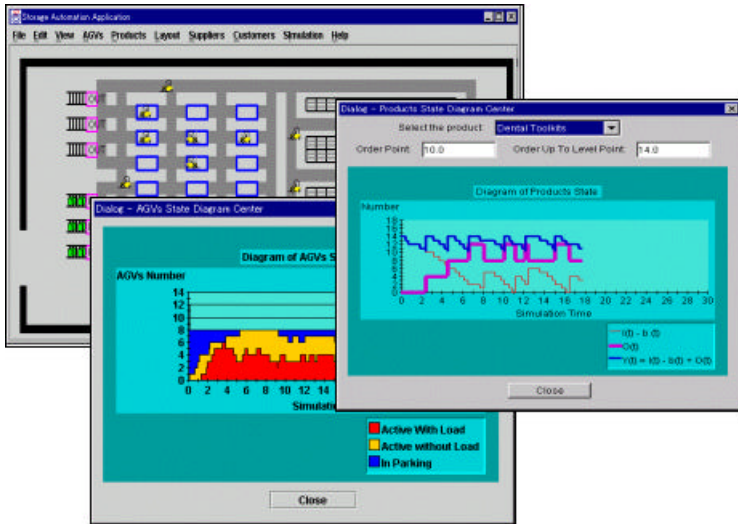 Storage Automation Application
File Edit View AGVs Products Layout Suppliers Customers Simulation Help
OUT
OUT
OUT
Dialog - Products State Diagram Center
Select the product: Dental Toolkits
Order Point: 10.0 Order Up To Level Point: 14.0
Diagram of Products State
Number
18
16
14
12
10
8
6
4
2
0
0 2 4 6 8 10 12 14 16 18 20 22 24 26 28 30
Simulation Time
I(t) - b(t)
O(t)
Y(t) = I(t) - b(t) + O(t)
Close
Dialog - AGVs State Diagram Center
Diagram of AGVs S
AGVs Number
14
12
10
8
6
4
2
0
0 2 4 6 8 10 12 14
Simulati
Active With Load
Active without Load
In Parking
Close